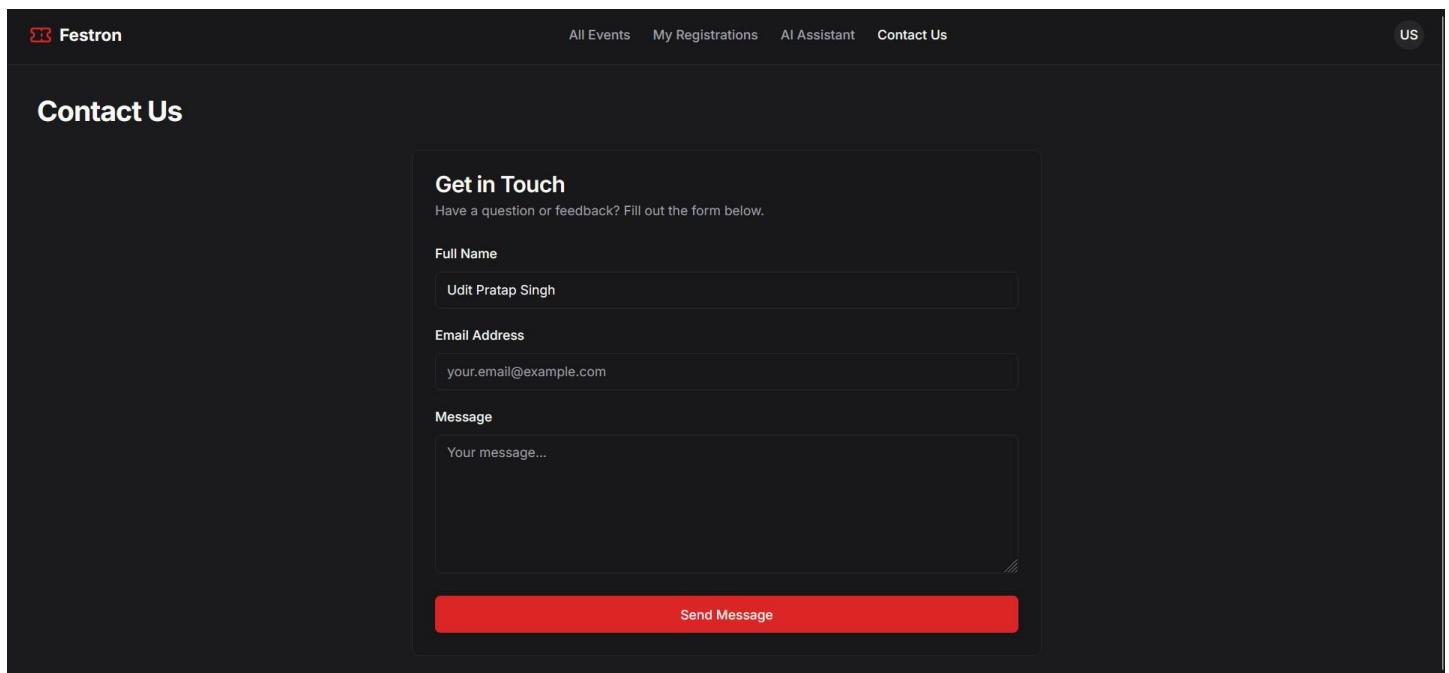 Festron
All Events My Registrations AI Assistant Contact Us
US
Contact Us
Get in Touch
Have a question or feedback? Fill out the form below.
Full Name
Udit Pratap Singh
Email Address
your.email@example.com
Message
Your message...
Send Message